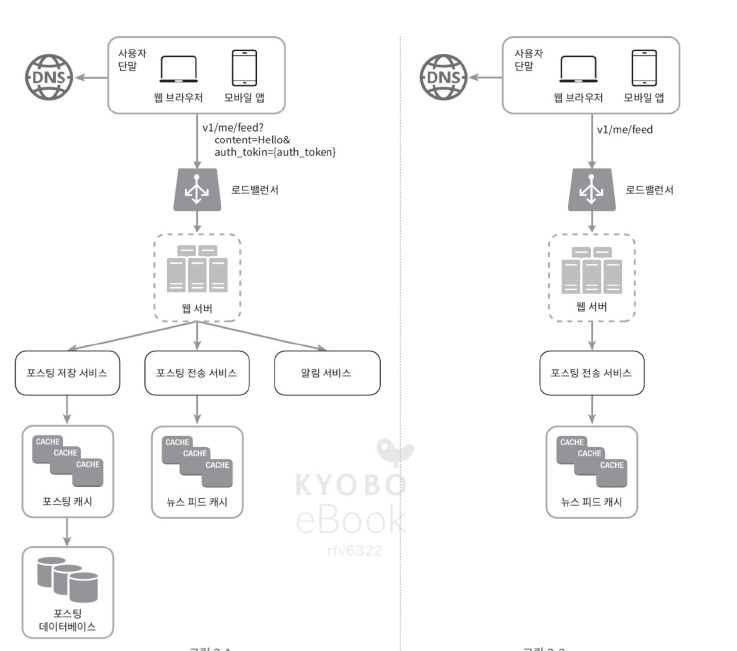 사용자
단말
DNS
웹 브라우저
모바일 앱
v1/me/feed?
content=Hello&
auth_tokin={auth_token}
로드밸런서
웹 서버
포스팅 저장 서비스
포스팅 전송 서비스
알림 서비스
CACHE
CACHE
CACHE
포스팅 캐시
CACHE
CACHE
CACHE
뉴스 피드 캐시
포스팅
데이터베이스
사용자
단말
DNS
웹 브라우저
모바일 앱
v1/me/feed
로드밸런서
웹 서버
포스팅 전송 서비스
CACHE
CACHE
CACHE
뉴스 피드 캐시
KYOBO
eBook
rfv6322